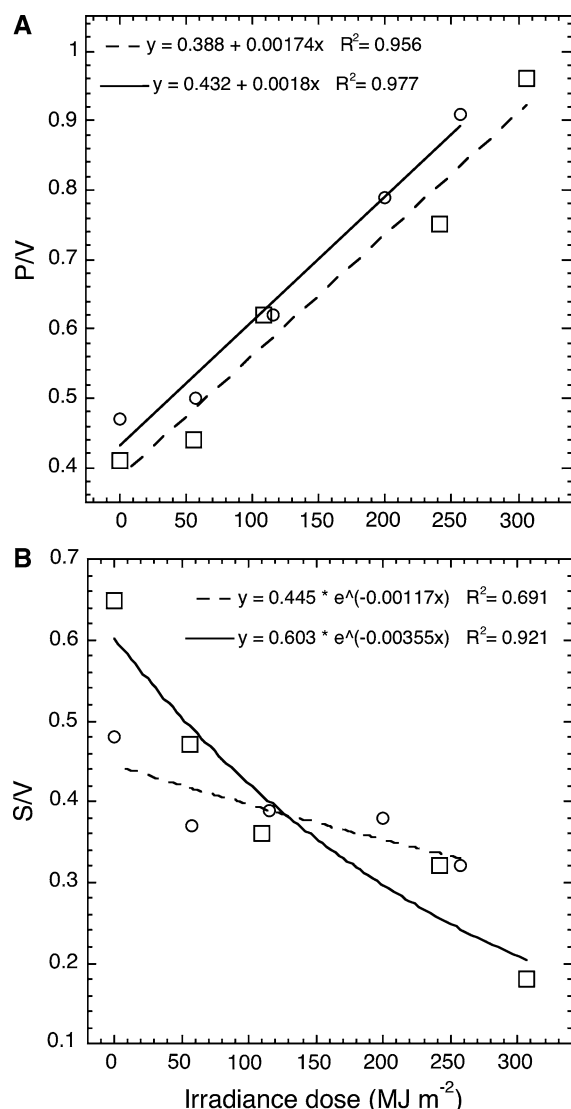 A
y = 0.388 + 0.00174x R²= 0.956
y = 0.432 + 0.0018x R²= 0.977
1
0.9
0.8
0.7
0.6
0.5
0.4
P/V
0 50 100 150 200 250 300
B
y = 0.445 * e^(-0.00117x) R²= 0.691
y = 0.603 * e^(-0.00355x) R²= 0.921
0.7
0.6
0.5
0.4
0.3
0.2
0.1
S/V
0 50 100 150 200 250 300
Irradiance dose (MJ m⁻²)